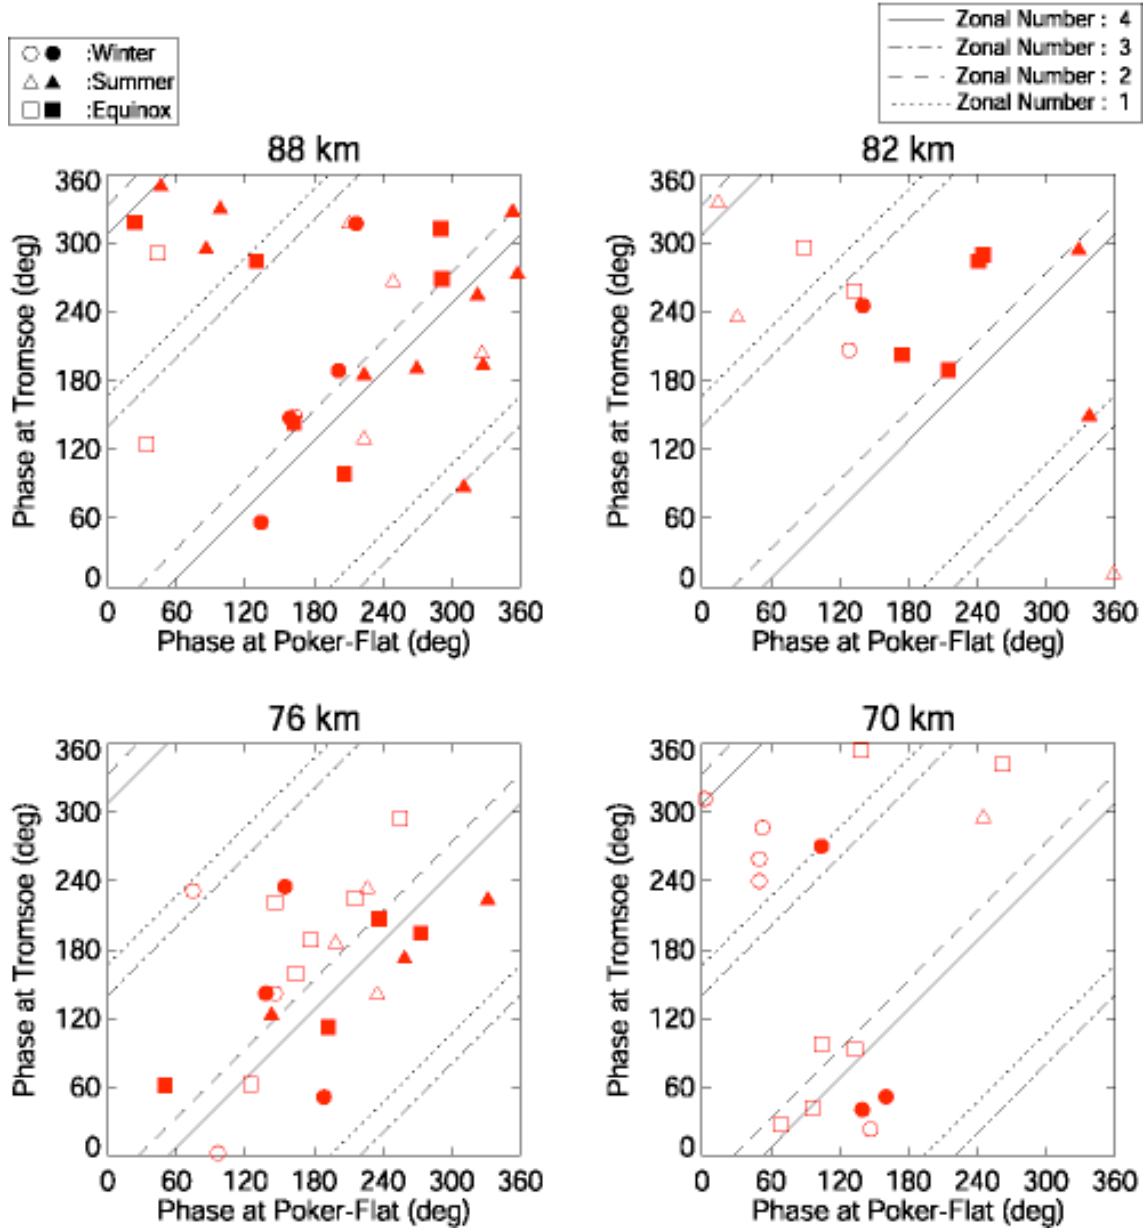 :Winter
:Summer
:Equinox
Zonal Number : 4
Zonal Number : 3
Zonal Number : 2
Zonal Number : 1
88 km
360
300
240
180
120
60
0
Phase at Tromsoe (deg)
0 60 120 180 240 300 360
Phase at Poker-Flat (deg)
82 km
360
300
240
180
120
60
0
Phase at Tromsoe (deg)
0 60 120 180 240 300 360
Phase at Poker-Flat (deg)
76 km
360
300
240
180
120
60
0
Phase at Tromsoe (deg)
0 60 120 180 240 300 360
Phase at Poker-Flat (deg)
70 km
360
300
240
180
120
60
0
Phase at Tromsoe (deg)
0 60 120 180 240 300 360
Phase at Poker-Flat (deg)